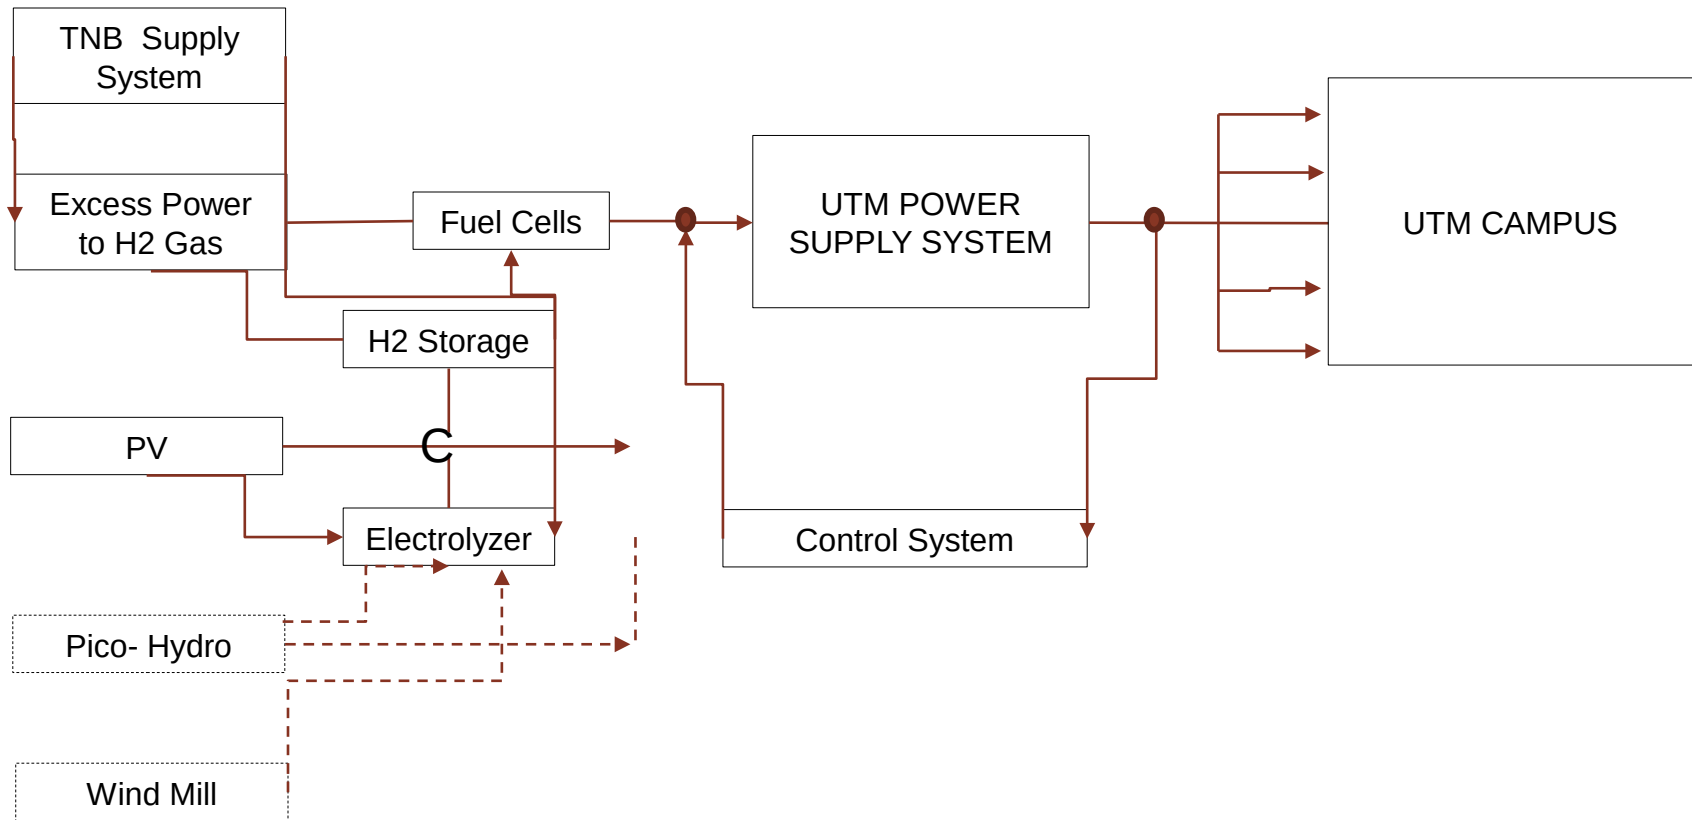 TNB  Supply
System
Excess Power
to H2 Gas
Fuel Cells
UTM POWER
SUPPLY SYSTEM
UTM CAMPUS
H2 Storage
PV
C
Electrolyzer
Control System
Pico- Hydro
Wind Mill